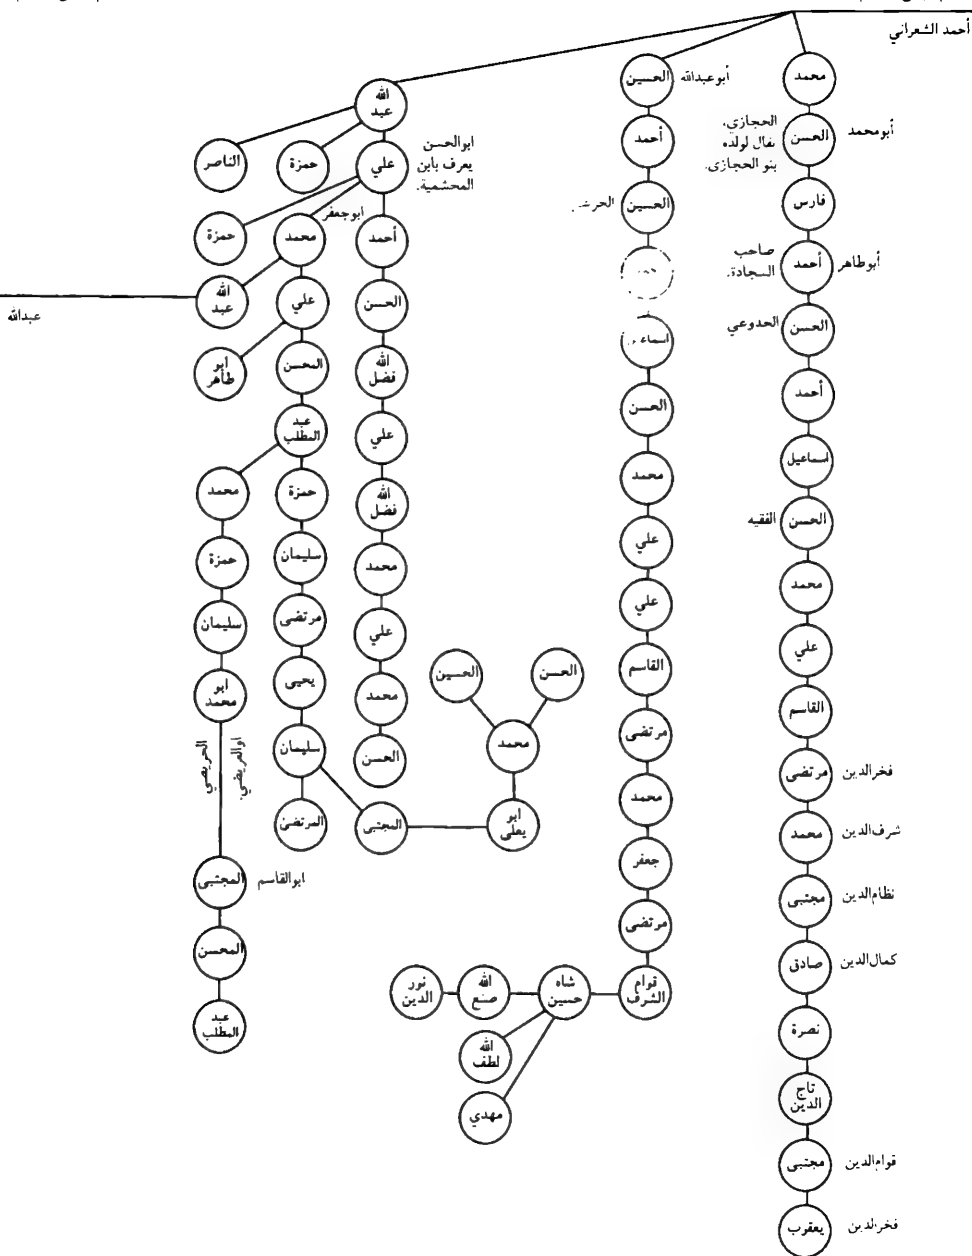 أحمد الشعراني
محمد
أبومحمد
الحسن
الحجازي،
لولده
بنو الحجازى.
فارس
أبوطاهر
أحمد
صاحب
السجادة.
الحسن
الحدوعي
أحمد
اسماعيل
الحسن
الفقيه
محمد
علي
القاسم
فخرالدين
مرتضى
شرف الدين
محمد
نظام الدين
مجتبى
كمال الدين
صادق
نصرة
تاج
الدين
قوام الدين
مجتبى
فخرالدين
يعقوب
أبوعبدالله
الحسين
أحمد
الحسين
الحسن
محمد
علي
علي
القاسم
مرتضى
محمد
جعفر
مرتضى
قوام
الشرف
شاه
حسين
الله
صنع
نور
الدين
الله
لطف
مهدي
الله
عبد
حمزة
الناصر
ابوالحسن
يعرف بابن
المحشمية.
علي
أحمد
الحسن
الله
فضل
علي
الله
فضل
محمد
علي
محمد
الحسن
ابوجعفر
محمد
حمزة
علي
الله
عبد
عبدالله
أبو
طاهر
المحسن
عبد
المطلب
حمزة
سليمان
مرتضى
يحيى
سليمان
المرتضى
المجتبى
ابو
يعلى
محمد
الحسن
الحسين
محمد
حمزة
سليمان
ابو
محمد
الحريصي
اوالعريضي.
ابوالقاسم
المجتبى
المحسن
عبد
المطلب